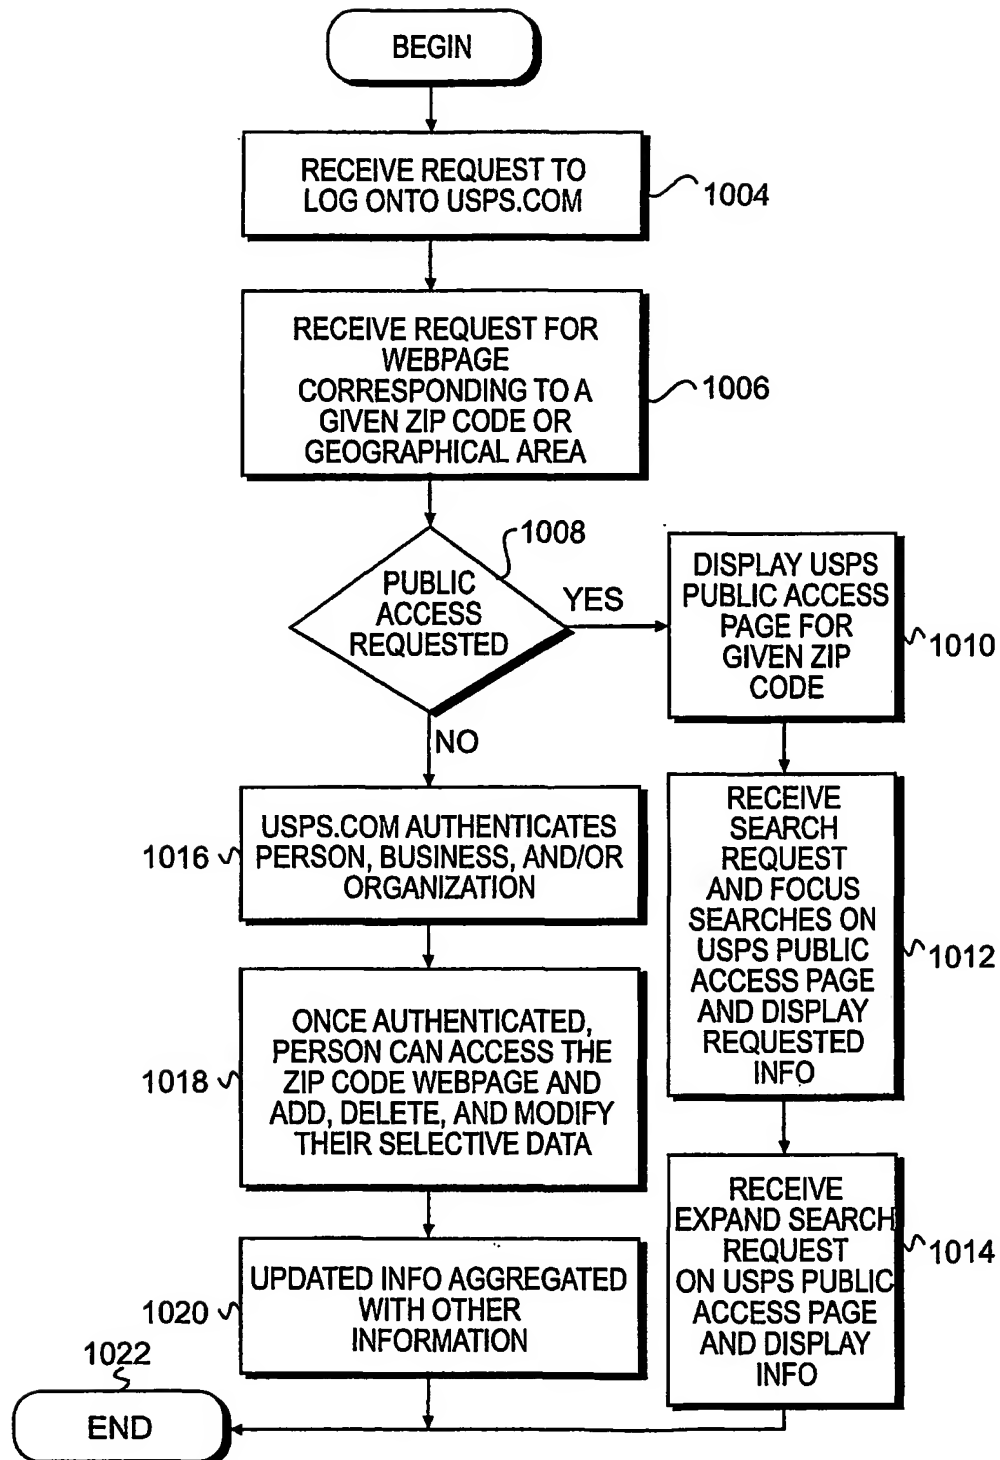 BEGIN
RECEIVE REQUEST TO
LOG ONTO USPS.COM
1004
RECEIVE REQUEST FOR
WEBPAGE
CORRESPONDING TO A
GIVEN ZIP CODE OR
GEOGRAPHICAL AREA
1006
1008
PUBLIC
ACCESS
REQUESTED
YES
NO
DISPLAY USPS
PUBLIC ACCESS
PAGE FOR
GIVEN ZIP
CODE
1010
RECEIVE
SEARCH
REQUEST
AND FOCUS
SEARCHES ON
USPS PUBLIC
ACCESS PAGE
AND DISPLAY
REQUESTED
INFO
1012
RECEIVE
EXPAND SEARCH
REQUEST
ON USPS PUBLIC
ACCESS PAGE
AND DISPLAY
INFO
1014
1016
USPS.COM AUTHENTICATES
PERSON, BUSINESS, AND/OR
ORGANIZATION
1018
ONCE AUTHENTICATED,
PERSON CAN ACCESS THE
ZIP CODE WEBPAGE AND
ADD, DELETE, AND MODIFY
THEIR SELECTIVE DATA
1020
UPDATED INFO AGGREGATED
WITH OTHER
INFORMATION
1022
END